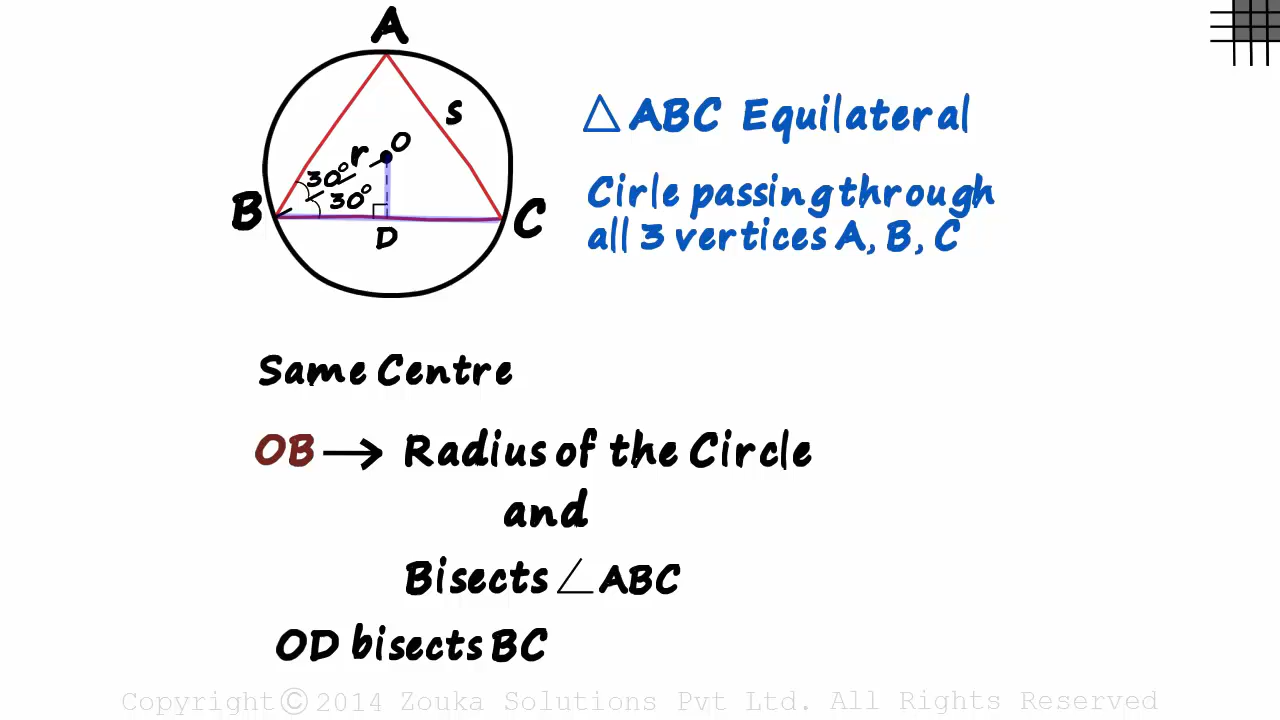 A
△ ABC Equilateral
s
O
r
30°
30°
Cirle passing through
B
C
all 3 vertices A, B, C
D
Same Centre
OB → Radius of the Circle
and
Bisects ∠ABC
OD bisects BC
Copyright © 2014 Zouka Solutions Pvt Ltd. All Rights Reserved